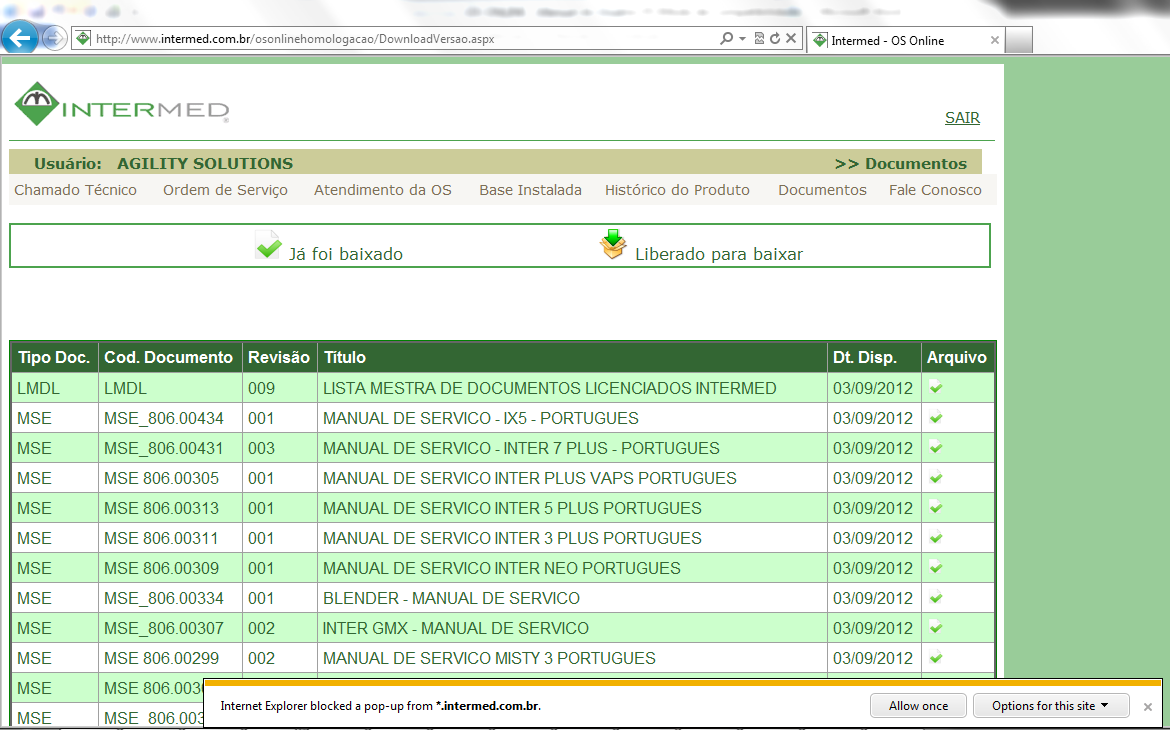 http://www.intermed.com.br/osonlinehomologacao/DownloadVersao.aspx
Intermed - OS Online
INTERMED
SAIR
Usuário: AGILITY SOLUTIONS >> Documentos
Chamado Técnico Ordem de Serviço Atendimento da OS Base Instalada Histórico do Produto Documentos Fale Conosco
Já foi baixado Liberado para baixar
Tipo Doc. Cod. Documento Revisão Título Dt. Disp. Arquivo
LMDL LMDL 009 LISTA MESTRA DE DOCUMENTOS LICENCIADOS INTERMED 03/09/2012
MSE MSE_806.00434 001 MANUAL DE SERVICO - IX5 - PORTUGUES 03/09/2012
MSE MSE_806.00431 003 MANUAL DE SERVICO - INTER 7 PLUS - PORTUGUES 03/09/2012
MSE MSE 806.00305 001 MANUAL DE SERVICO INTER PLUS VAPS PORTUGUES 03/09/2012
MSE MSE 806.00313 001 MANUAL DE SERVICO INTER 5 PLUS PORTUGUES 03/09/2012
MSE MSE 806.00311 001 MANUAL DE SERVICO INTER 3 PLUS PORTUGUES 03/09/2012
MSE MSE 806.00309 001 MANUAL DE SERVICO INTER NEO PORTUGUES 03/09/2012
MSE MSE_806.00334 001 BLENDER - MANUAL DE SERVICO 03/09/2012
MSE MSE_806.00307 002 INTER GMX - MANUAL DE SERVICO 03/09/2012
MSE MSE 806.00299 002 MANUAL DE SERVICO MISTY 3 PORTUGUES 03/09/2012
MSE MSE 806.00
MSE MSE_806.00
Internet Explorer blocked a pop-up from *.intermed.com.br.
Allow once
Options for this site